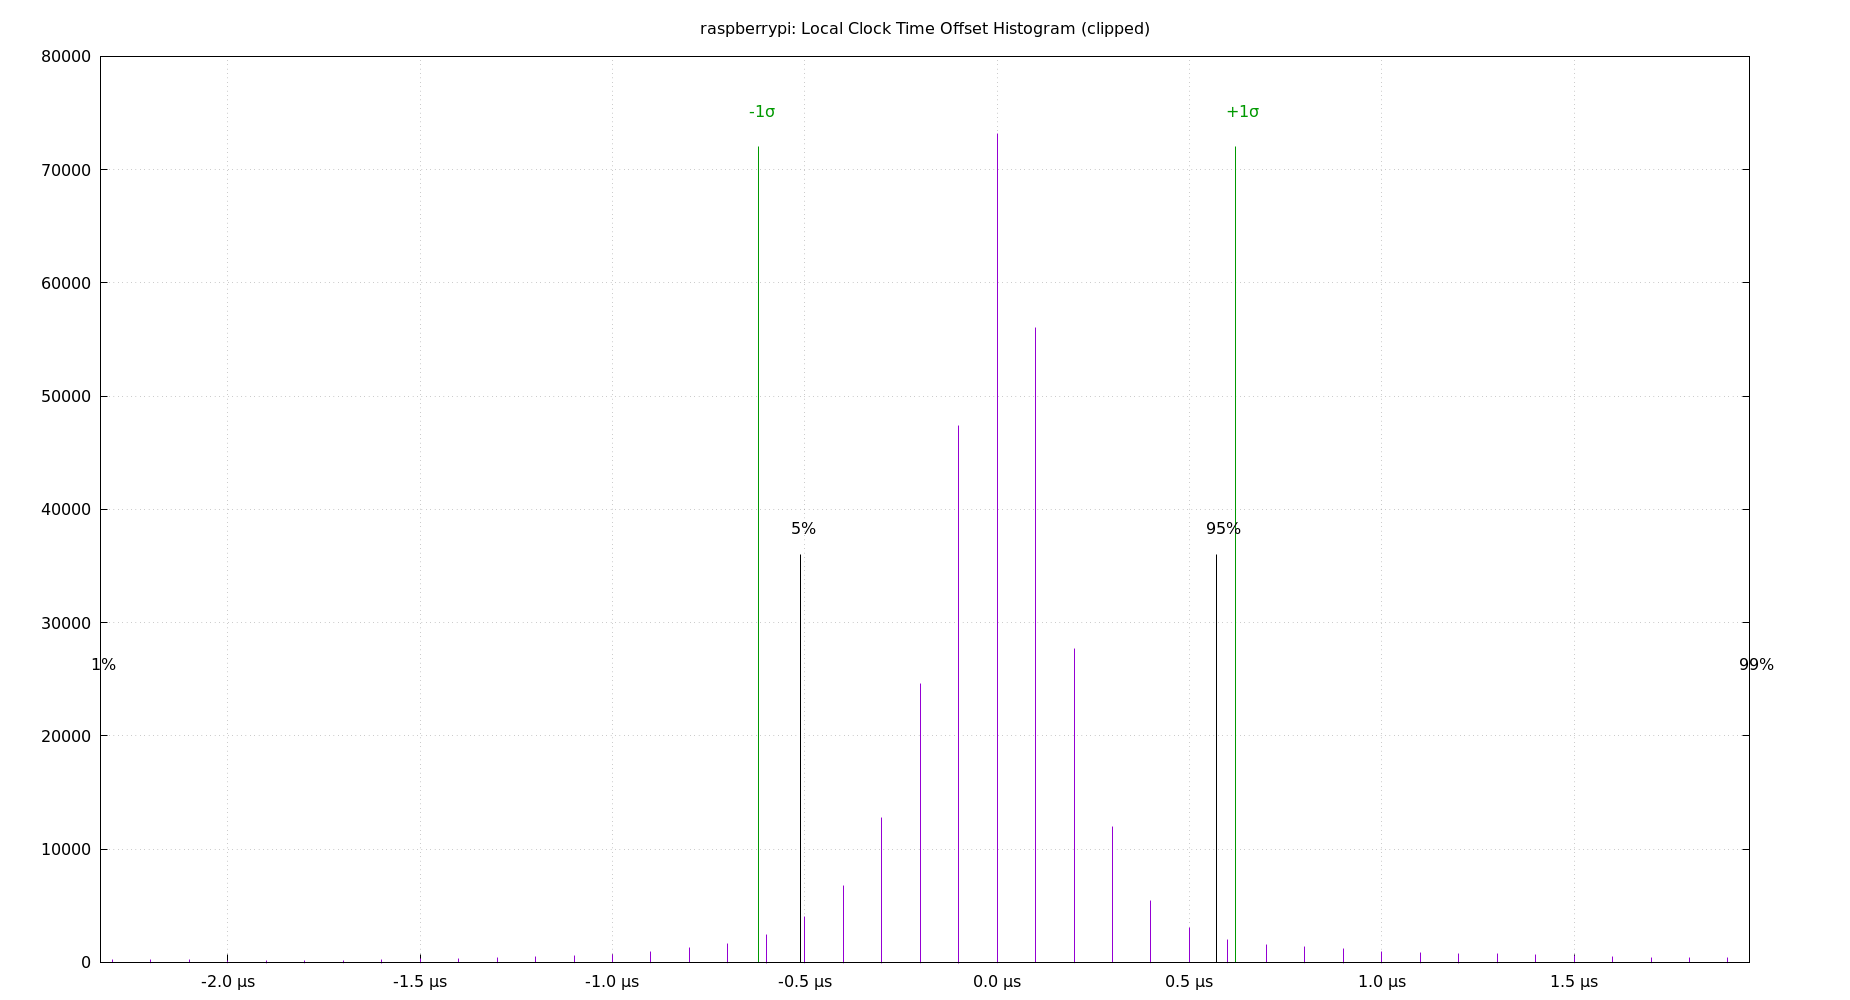 raspberrypi: Local Clock Time Offset Histogram (clipped)
80000
-1σ
+1σ
70000
60000
50000
40000
5%
95%
30000
1%
99%
20000
10000
0
-2.0 µs
-1.5 µs
-1.0 µs
-0.5 µs
0.0 µs
0.5 µs
1.0 µs
1.5 µs